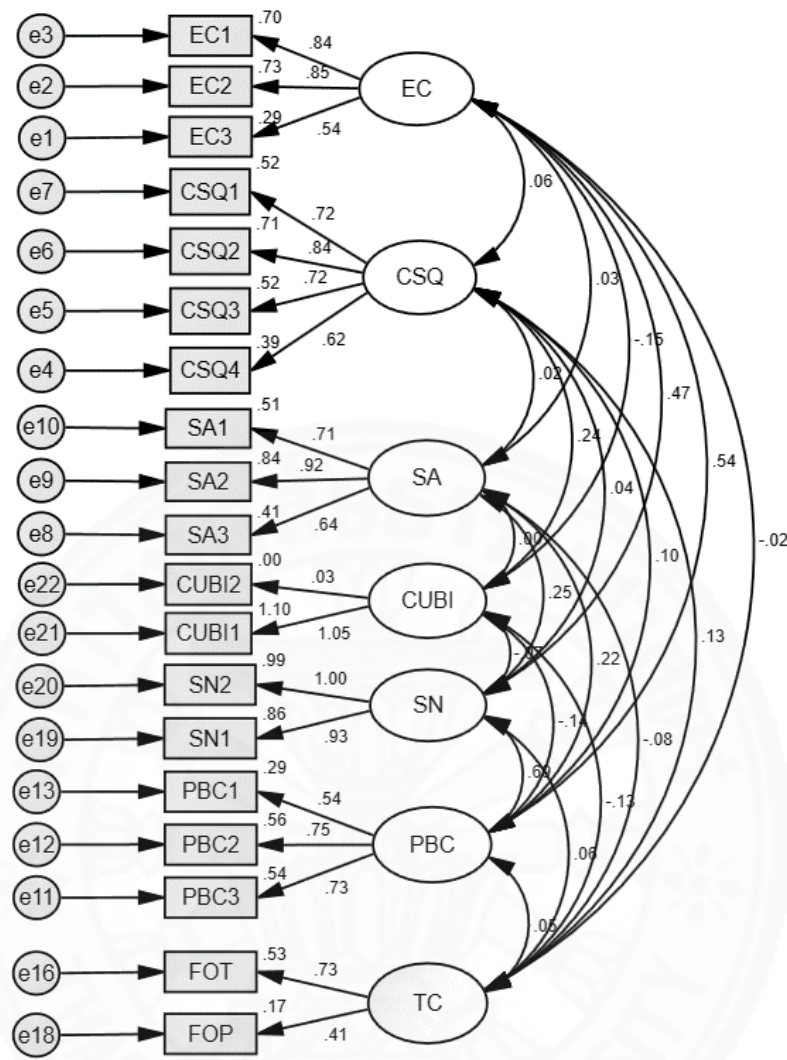 e3 EC1 .70 .84
e2 EC2 .73 .85 EC
e1 EC3 .29 .54
e7 CSQ1 .52 .72 .06
e6 CSQ2 .71 .84 CSQ
e5 CSQ3 .52 .72 .03
e4 CSQ4 .39 .62 .02 -.15 .47
e10 SA1 .51 .71 .24 .54
e9 SA2 .84 .92 SA .04
e8 SA3 .41 .64 .00 -.02
e22 CUBI2 .00 .03 CUBI .25 .10
e21 CUBI1 1.10 1.05 .13
e20 SN2 .99 1.00 SN .22
e19 SN1 .86 .93 -.14 -.08
e13 PBC1 .29 .54 -.13
e12 PBC2 .56 .75 PBC .06
e11 PBC3 .54 .73 .05
e16 FOT .53 .73 TC
e18 FOP .17 .41